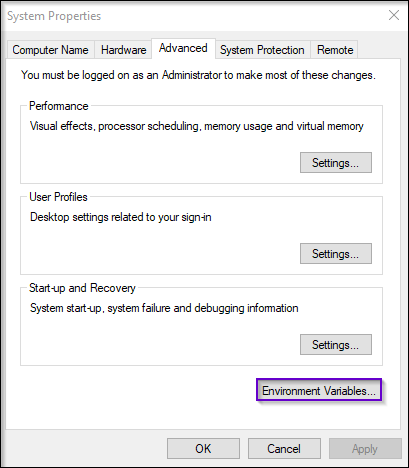 System Properties
Computer Name Hardware Advanced System Protection Remote
You must be logged on as an Administrator to make most of these changes.
Performance
Visual effects, processor scheduling, memory usage and virtual memory
Settings...
User Profiles
Desktop settings related to your sign-in
Settings...
Start-up and Recovery
System start-up, system failure and debugging information
Settings...
Environment Variables...
OK Cancel Apply